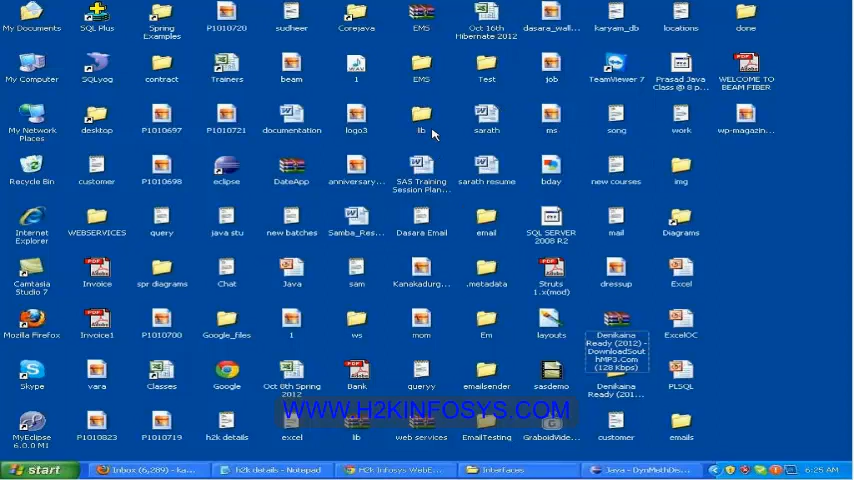 My Documents
SQL Plus
Spring
Examples
P1010720
sudheer
Corejava
EMS
Oct 16th
Hibernate 2012
dasara_wall...
karyam_db
locations
done
My Computer
SQLyog
contract
Trainers
beam
1
EMS
Test
job
TeamViewer 7
Prasad Java
Class @ 8 p...
WELCOME TO
BEAM FIBER
My Network
Places
desktop
P1010697
P1010721
documentation
logo3
lib
sarath
ms
song
work
wp-magazin...
Recycle Bin
customer
P1010698
eclipse
DateApp
anniversary...
SAS Training
Session Plan...
sarath resume
bday
new courses
img
Internet
Explorer
WEBSERVICES
query
java stu
new batches
Samba_Res...
Dasara Email
email
SQL SERVER
2008 R2
mail
Diagrams
Camtasia
Studio 7
Invoice
spr diagrams
Chat
Java
sam
Kanakadurg...
.metadata
Struts
1.x(mod)
dressup
Excel
Mozilla Firefox
Invoice1
P1010700
Google_files
1
ws
mom
Em
layouts
Denikaina
Ready (2012) -
DownloadSout
hMP3.Com
(128 Kbps)
ExcelOC
Skype
vara
Classes
Google
Oct 8th Spring
2012
Bank
queryy
emailsender
sasdemo
Denikaina
Ready (201...
PLSQL
WWW.H2KINFOSYS.COM
MyEclipse
6.0.0 M1
P1010823
P1010719
h2k details
excel
lib
web services
EmailTesting
GraboidVide...
customer
emails
start
Inbox (6,289) - ka...
h2k details - Notepad
H2K Infosys WebE...
Interfaces
Java - DynMethDis...
6:25 AM